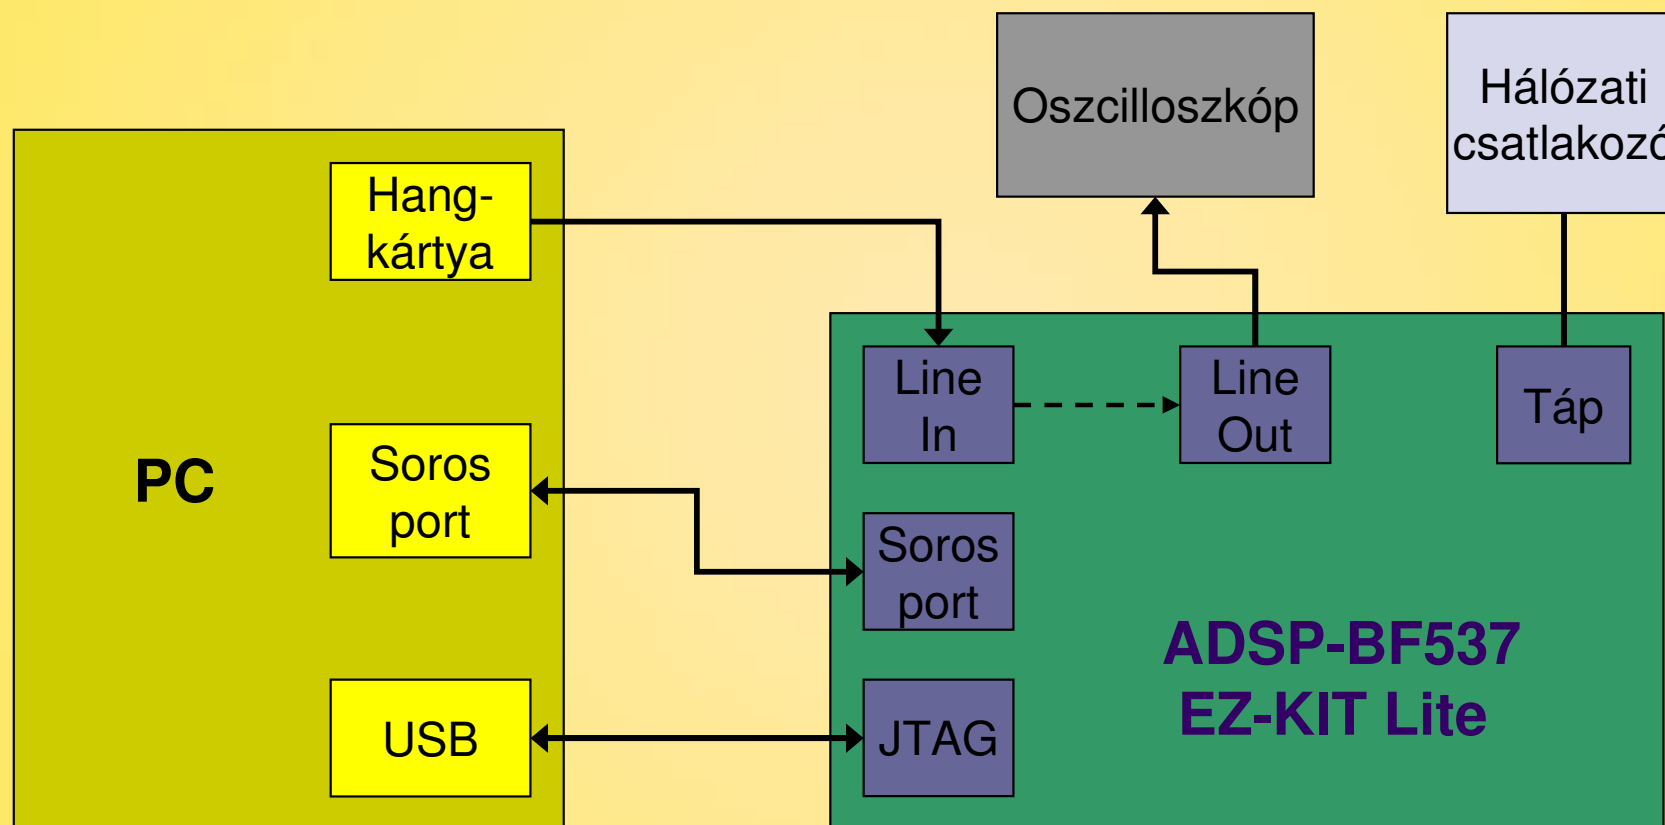 Oszcilloszkóp
Hálózati
csatlakozó
Hang-
kártya
Line
In
Line
Out
Táp
PC
Soros
port
Soros
port
ADSP-BF537
EZ-KIT Lite
USB
JTAG